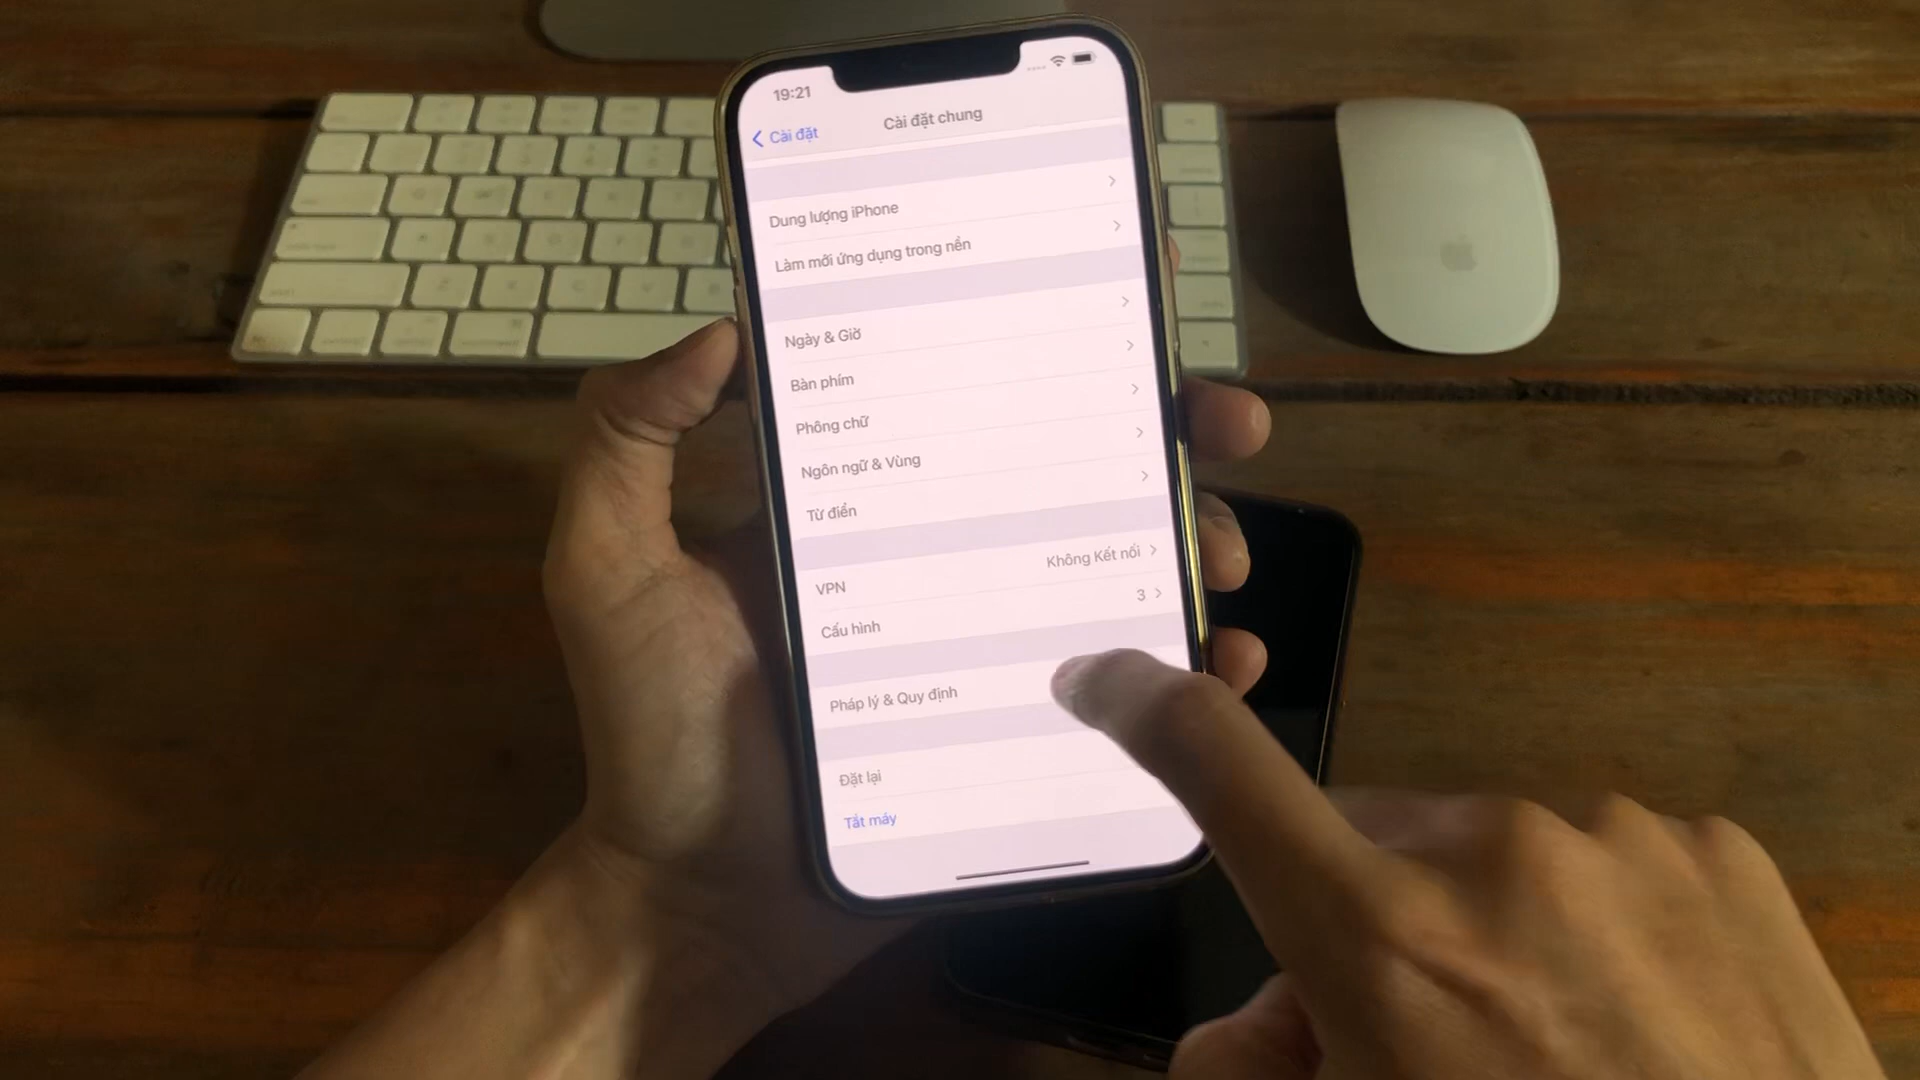 19:21
Cài đặt
Cài đặt chung
Dung lượng iPhone
Làm mới ứng dụng trong nền
Ngày & Giờ
Bàn phím
Phông chữ
Ngôn ngữ & Vùng
Từ điển
VPN Không Kết nối
Cấu hình 3
Pháp lý & Quy định
Đặt lại
Tắt máy